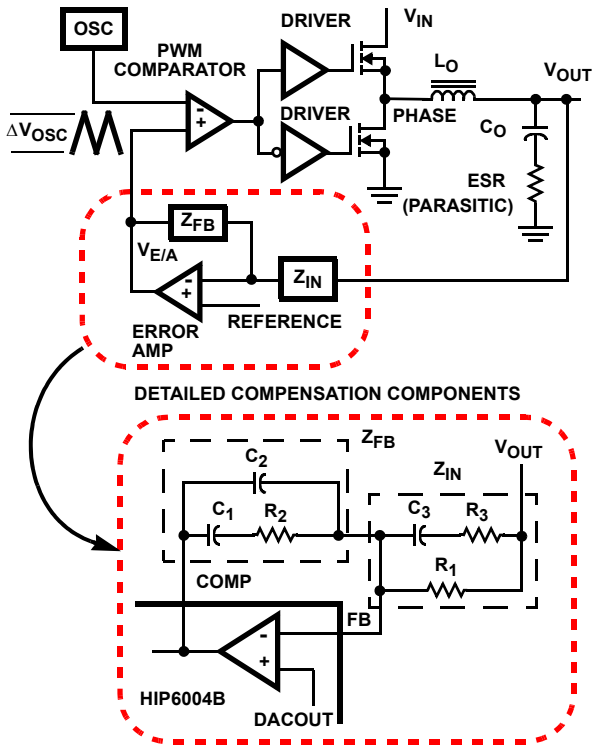 OSC
PWM
COMPARATOR
DRIVER
V_IN
-
+
ΔV_OSC
DRIVER
PHASE
L_O
V_OUT
C_O
ESR
(PARASITIC)
Z_FB
V_E/A
-
+
Z_IN
REFERENCE
ERROR
AMP
DETAILED COMPENSATION COMPONENTS
Z_FB
V_OUT
C_2
Z_IN
C_1
R_2
C_3
R_3
R_1
COMP
FB
-
+
HIP6004B
DACOUT